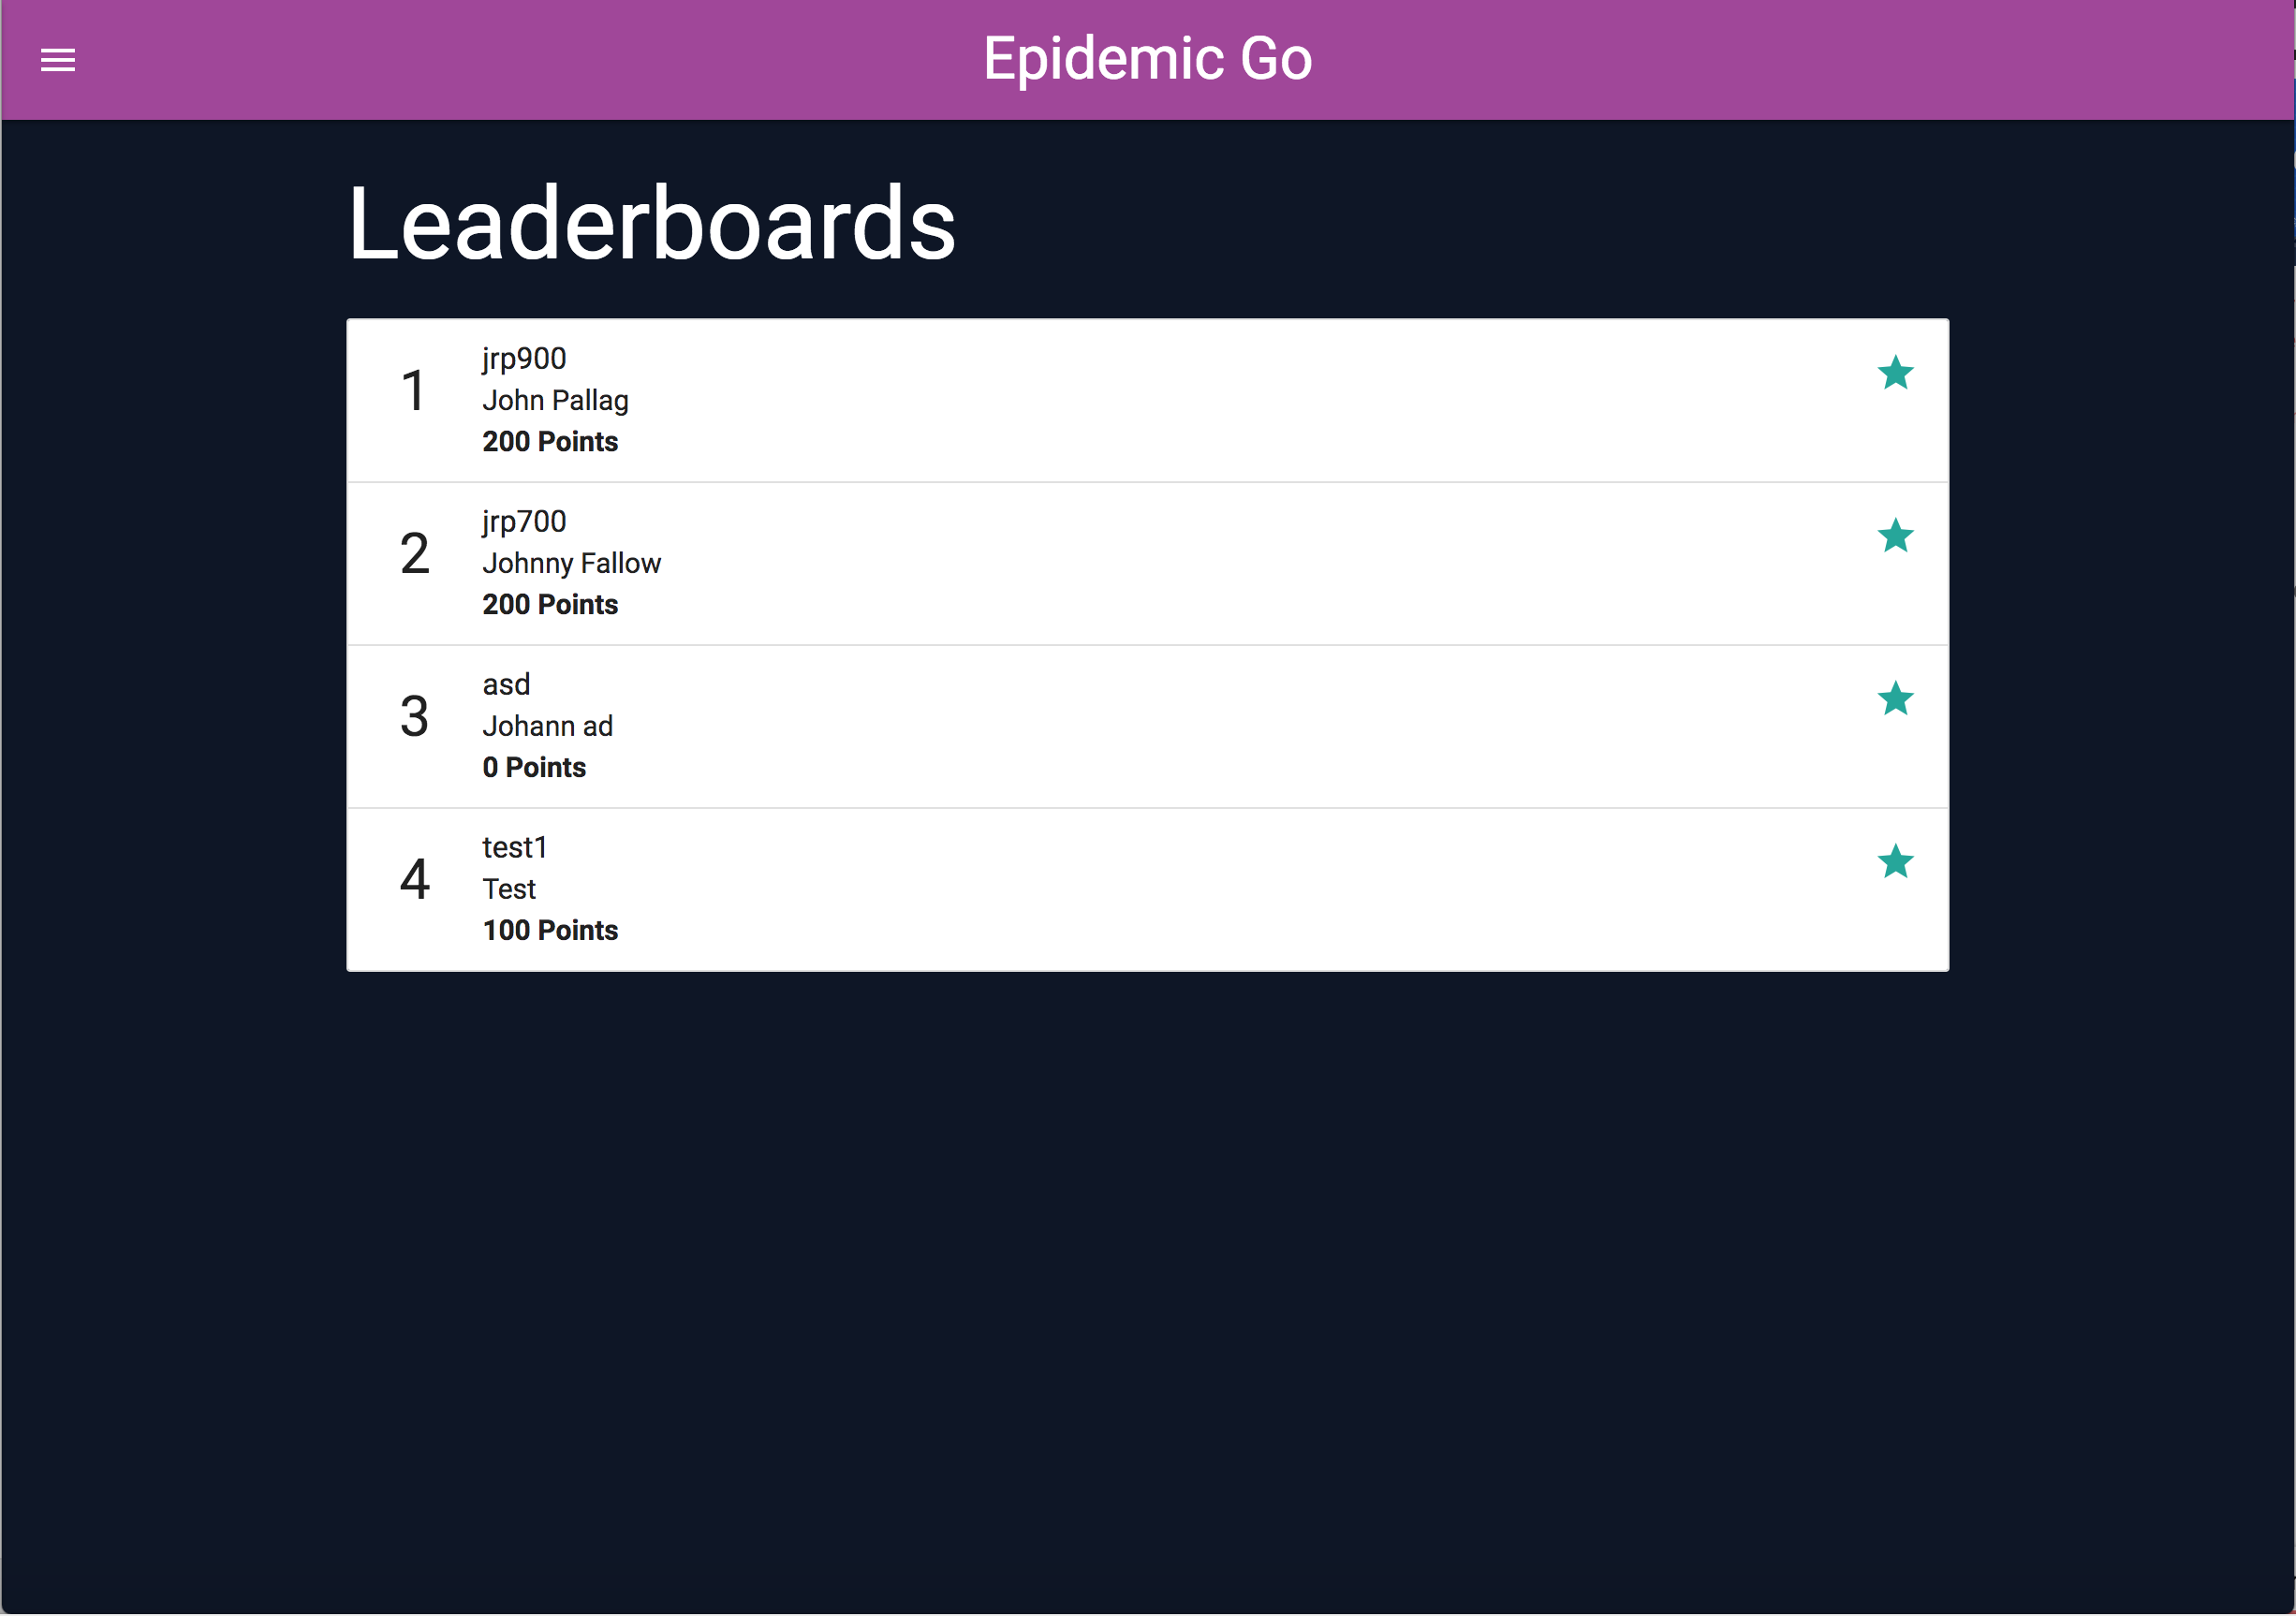 Epidemic Go
Leaderboards
1
jrp900
John Pallag
200 Points
2
jrp700
Johnny Fallow
200 Points
3
asd
Johann ad
0 Points
4
test1
Test
100 Points